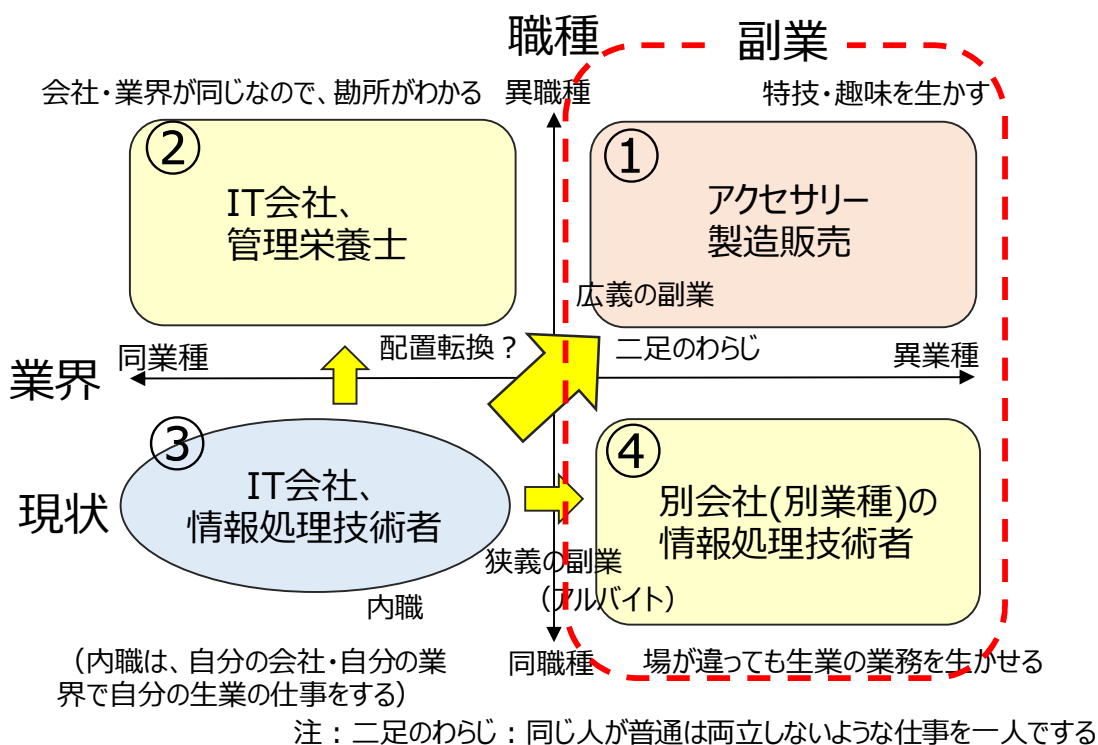 職種
副業
会社・業界が同じなので、勘所がわかる
異職種
特技・趣味を生かす
②
IT会社、
管理栄養士
①
アクセサリー
製造販売
広義の副業
配置転換？
二足のわらじ
業界
同業種
異業種
③
IT会社、
情報処理技術者
現状
④
別会社(別業種)の
情報処理技術者
狭義の副業
（アルバイト）
内職
（内職は、自分の会社・自分の業
界で自分の生業の仕事をする）
同職種
場が違っても生業の業務を生かせる
注：二足のわらじ：同じ人が普通は両立しないような仕事を一人でする